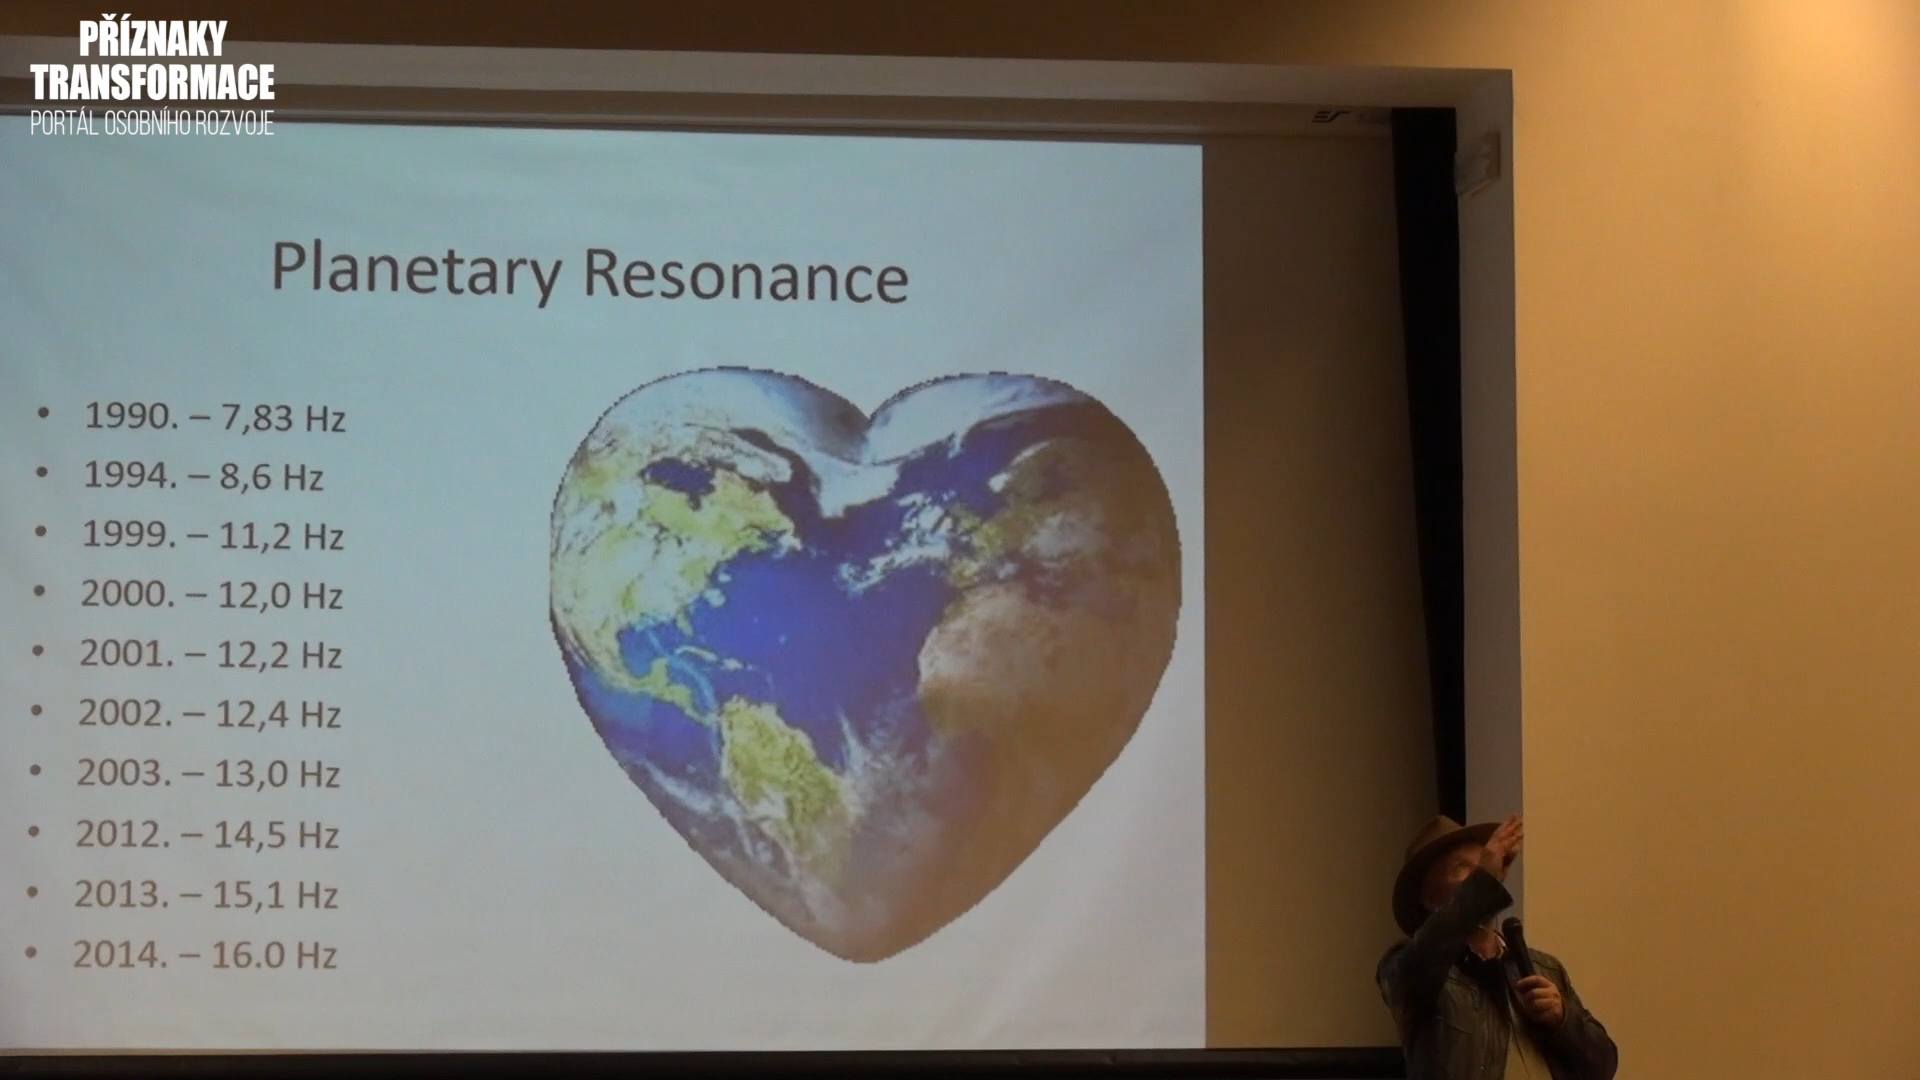 PŘÍZNAKY
TRANSFORMACE
PORTÁL OSOBNÍHO ROZVOJE
Planetary Resonance
• 1990. – 7,83 Hz
• 1994. – 8,6 Hz
• 1999. – 11,2 Hz
• 2000. – 12,0 Hz
• 2001. – 12,2 Hz
• 2002. – 12,4 Hz
• 2003. – 13,0 Hz
• 2012. – 14,5 Hz
• 2013. – 15,1 Hz
• 2014. – 16.0 Hz